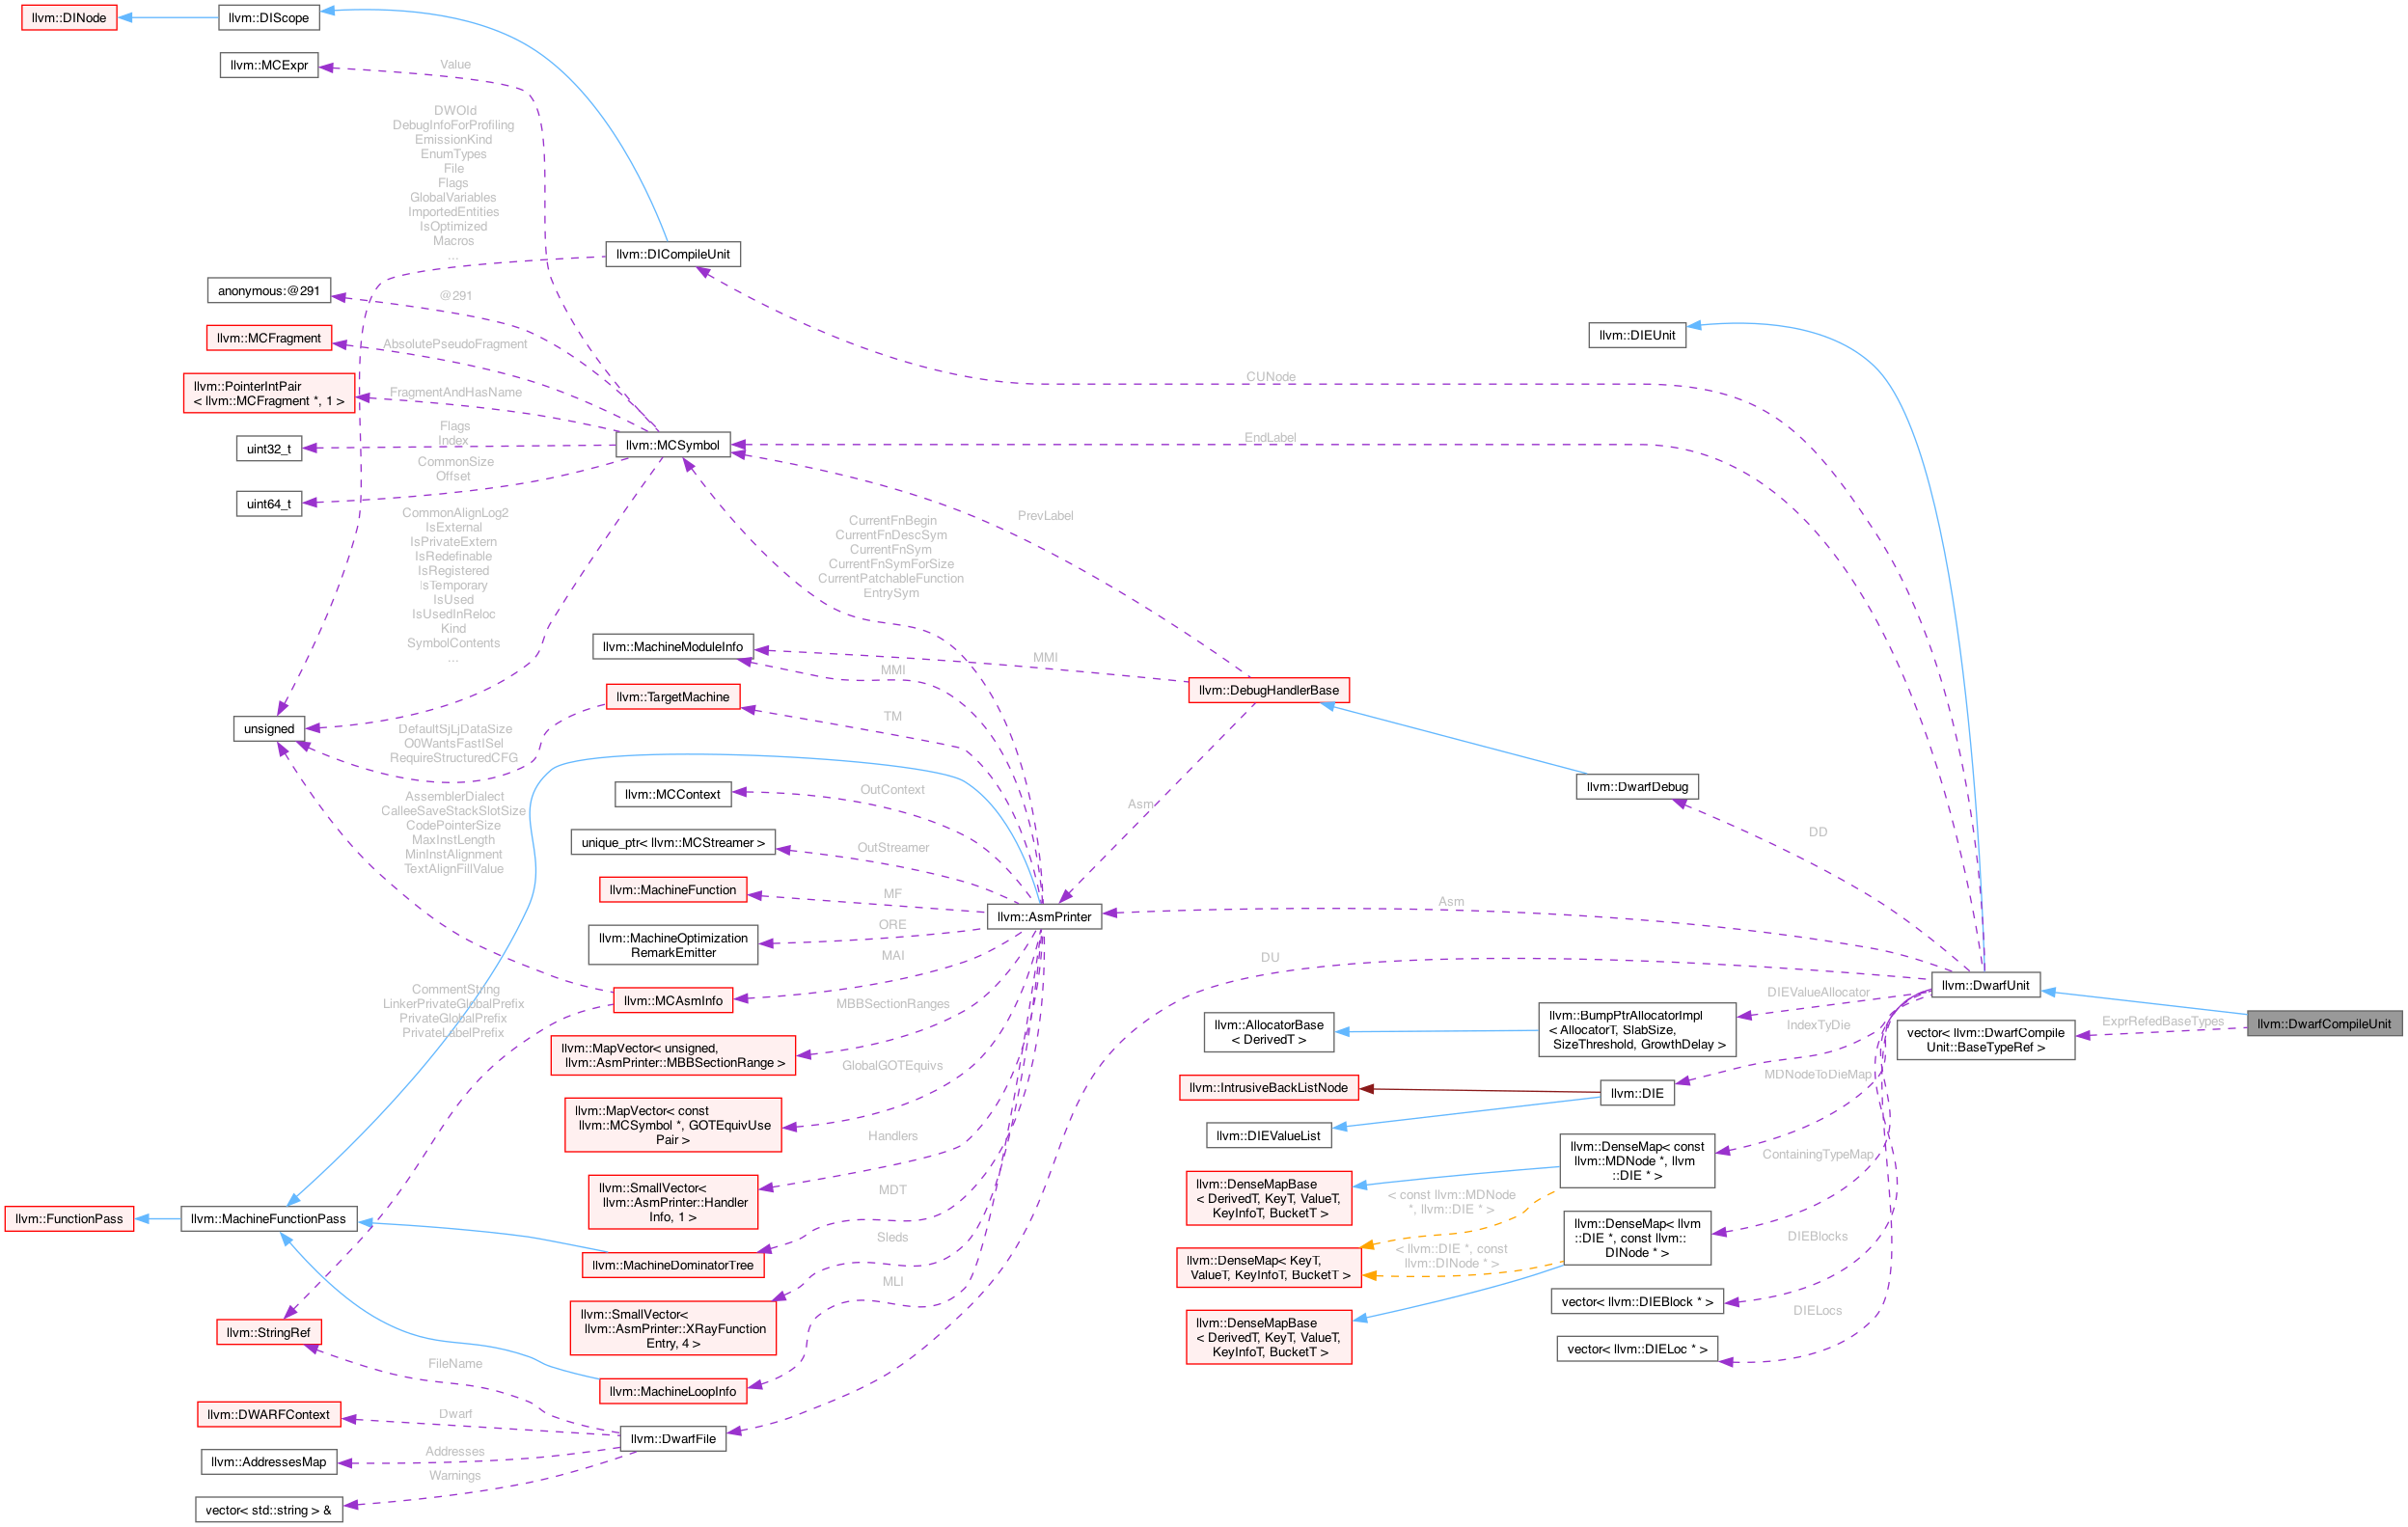 llvm::DINode
llvm::DIScope
llvm::MCExpr
Value
DWOId
DebugInfoForProfiling
EmissionKind
EnumTypes
File
Flags
GlobalVariables
ImportedEntities
IsOptimized
Macros
...
llvm::DICompileUnit
anonymous:@291
@291
llvm::MCFragment
AbsolutePseudoFragment
llvm::PointerIntPair
< llvm::MCFragment *, 1 >
FragmentAndHasName
uint32_t
Flags
Index
llvm::MCSymbol
uint64_t
CommonSize
Offset
CommonAlignLog2
IsExternal
IsPrivateExtern
IsRedefinable
IsRegistered
IsTemporary
IsUsed
IsUsedInReloc
Kind
SymbolContents
...
llvm::DIEUnit
CUNode
EndLabel
PrevLabel
CurrentFnBegin
CurrentFnDescSym
CurrentFnSym
CurrentFnSymForSize
CurrentPatchableFunction
EntrySym
llvm::MachineModuleInfo
MMI
MMI
llvm::DebugHandlerBase
llvm::TargetMachine
TM
unsigned
DefaultSjLjDataSize
O0WantsFastISel
RequireStructuredCFG
llvm::MCContext
OutContext
llvm::DwarfDebug
DD
AssemblerDialect
CalleeSaveStackSlotSize
CodePointerSize
MaxInstLength
MinInstAlignment
TextAlignFillValue
Asm
unique_ptr< llvm::MCStreamer >
OutStreamer
llvm::MachineFunction
MF
llvm::AsmPrinter
Asm
llvm::MachineOptimization
RemarkEmitter
ORE
MAI
DU
llvm::MCAsmInfo
MBBSectionRanges
CommentString
LinkerPrivateGlobalPrefix
PrivateGlobalPrefix
PrivateLabelPrefix
llvm::DwarfUnit
DIEValueAllocator
llvm::AllocatorBase
< DerivedT >
llvm::BumpPtrAllocatorImpl
< AllocatorT, SlabSize,
SizeThreshold, GrowthDelay >
IndexTyDie
vector< llvm::DwarfCompile
Unit::BaseTypeRef >
ExprRefedBaseTypes
llvm::DwarfCompileUnit
llvm::MapVector< unsigned,
llvm::AsmPrinter::MBBSectionRange >
GlobalGOTEquivs
llvm::IntrusiveBackListNode
llvm::DIE
MDNodeToDieMap
llvm::MapVector< const
llvm::MCSymbol *, GOTEquivUse
Pair >
Handlers
llvm::DIEValueList
llvm::DenseMap< const
llvm::MDNode *, llvm
::DIE * >
ContainingTypeMap
llvm::SmallVector<
llvm::AsmPrinter::Handler
Info, 1 >
MDT
llvm::DenseMapBase
< DerivedT, KeyT, ValueT,
KeyInfoT, BucketT >
< const llvm::MDNode
*, llvm::DIE * >
llvm::FunctionPass
llvm::MachineFunctionPass
llvm::DenseMap< llvm
::DIE *, const llvm::
DINode * >
DIEBlocks
Sleds
llvm::MachineDominatorTree
llvm::DenseMap< KeyT,
ValueT, KeyInfoT, BucketT >
< llvm::DIE *, const
llvm::DINode * >
MLI
vector< llvm::DIEBlock * >
DIELocs
llvm::SmallVector<
llvm::AsmPrinter::XRayFunction
Entry, 4 >
llvm::DenseMapBase
< DerivedT, KeyT, ValueT,
KeyInfoT, BucketT >
llvm::StringRef
vector< llvm::DIELoc * >
FileName
llvm::MachineLoopInfo
llvm::DWARFContext
Dwarf
llvm::DwarfFile
llvm::AddressesMap
Addresses
Warnings
vector< std::string > &